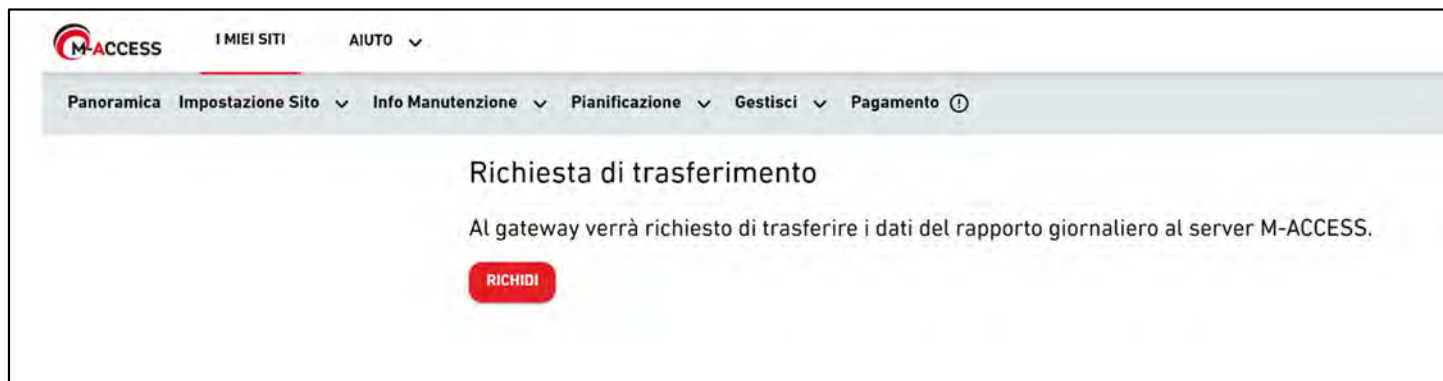 M-ACCESS I MIEI SITI AIUTO
Panoramica Impostazione Sito Info Manutenzione Pianificazione Gestisci Pagamento
Richiesta di trasferimento
Al gateway verrà richiesto di trasferire i dati del rapporto giornaliero al server M-ACCESS.
RICHIDI